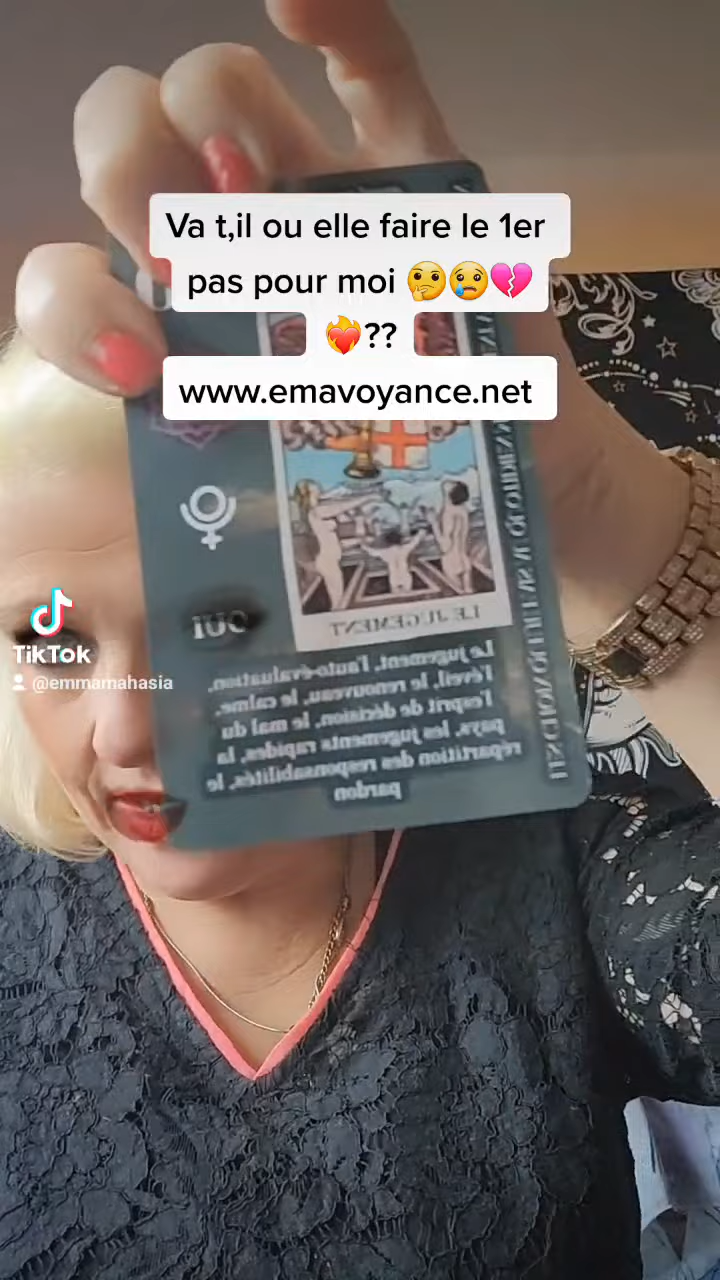 Va t,il ou elle faire le 1er
pas pour moi 🤔😢💔
❤️‍🔥??
www.emavoyance.net
OUI
LE JUGEMENT
TikTok
@emmamahasia
Le jugement, l'auto-évaluation,
l'éveil, le renouveau, le calme,
l'esprit de décision, le mal du
pays, les jugements rapides, la
répartition des responsabilités, le
pardon